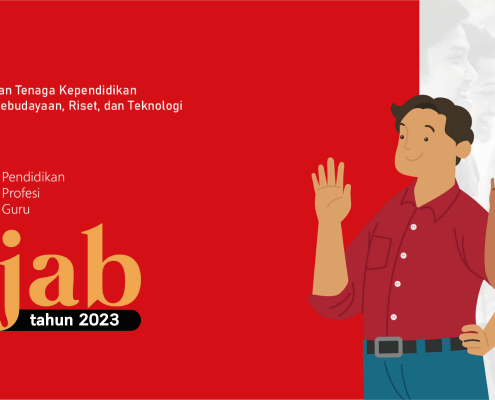 an Tenaga Kependidikan
ebudayaan, Riset, dan Teknologi
Pendidikan
Profesi
Guru
jab
tahun 2023